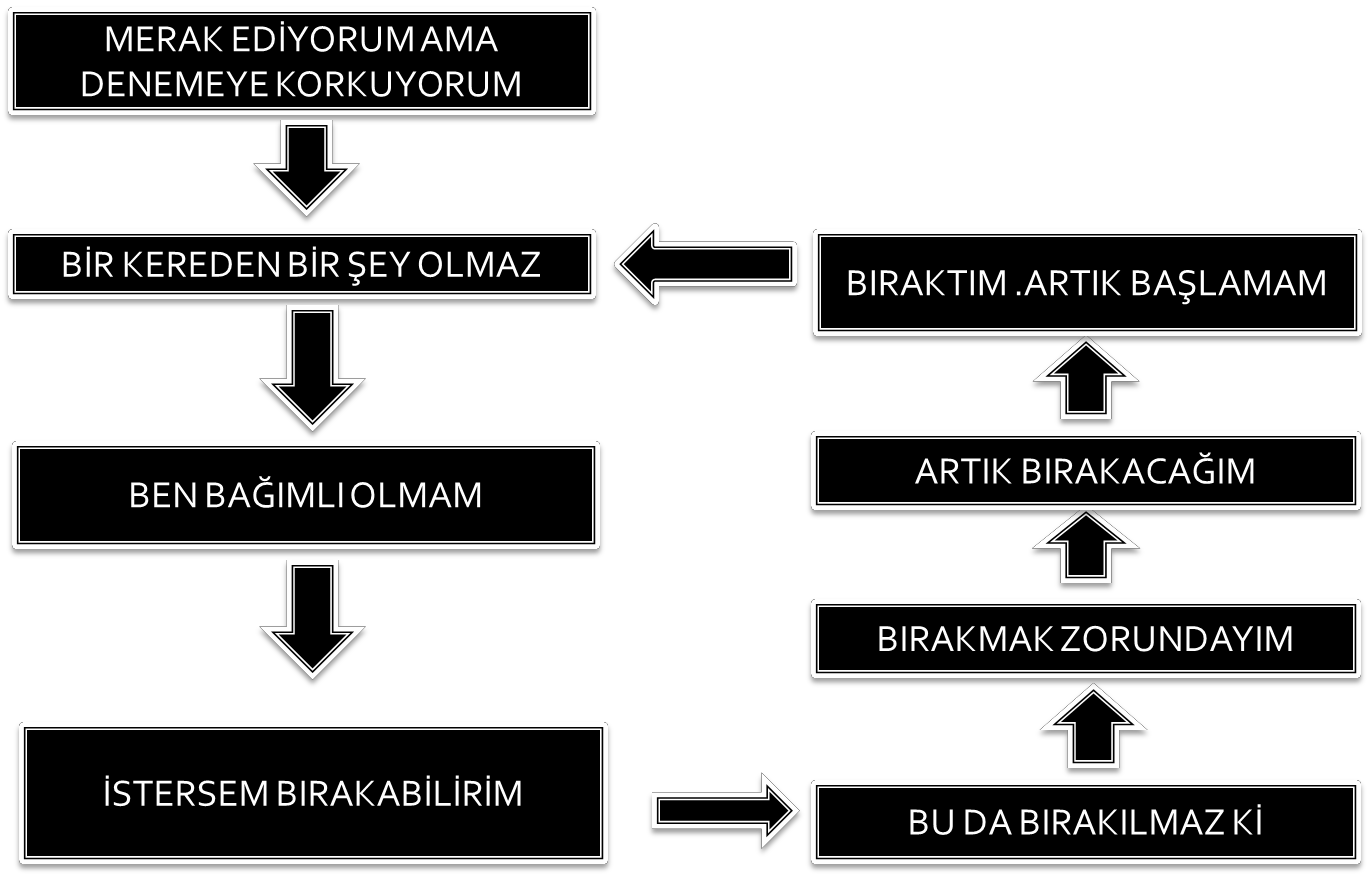 MERAK EDİYORUM AMA
DENEMEYE KORKUYORUM
BİR KEREDEN BİR ŞEY OLMAZ
BEN BAĞIMLI OLMAM
İSTERSEM BIRAKABİLİRİM
BU DA BIRAKILMAZ Kİ
BIRAKMAK ZORUNDAYIM
ARTIK BIRAKACAĞIM
BIRAKTIM .ARTIK BAŞLAMAM